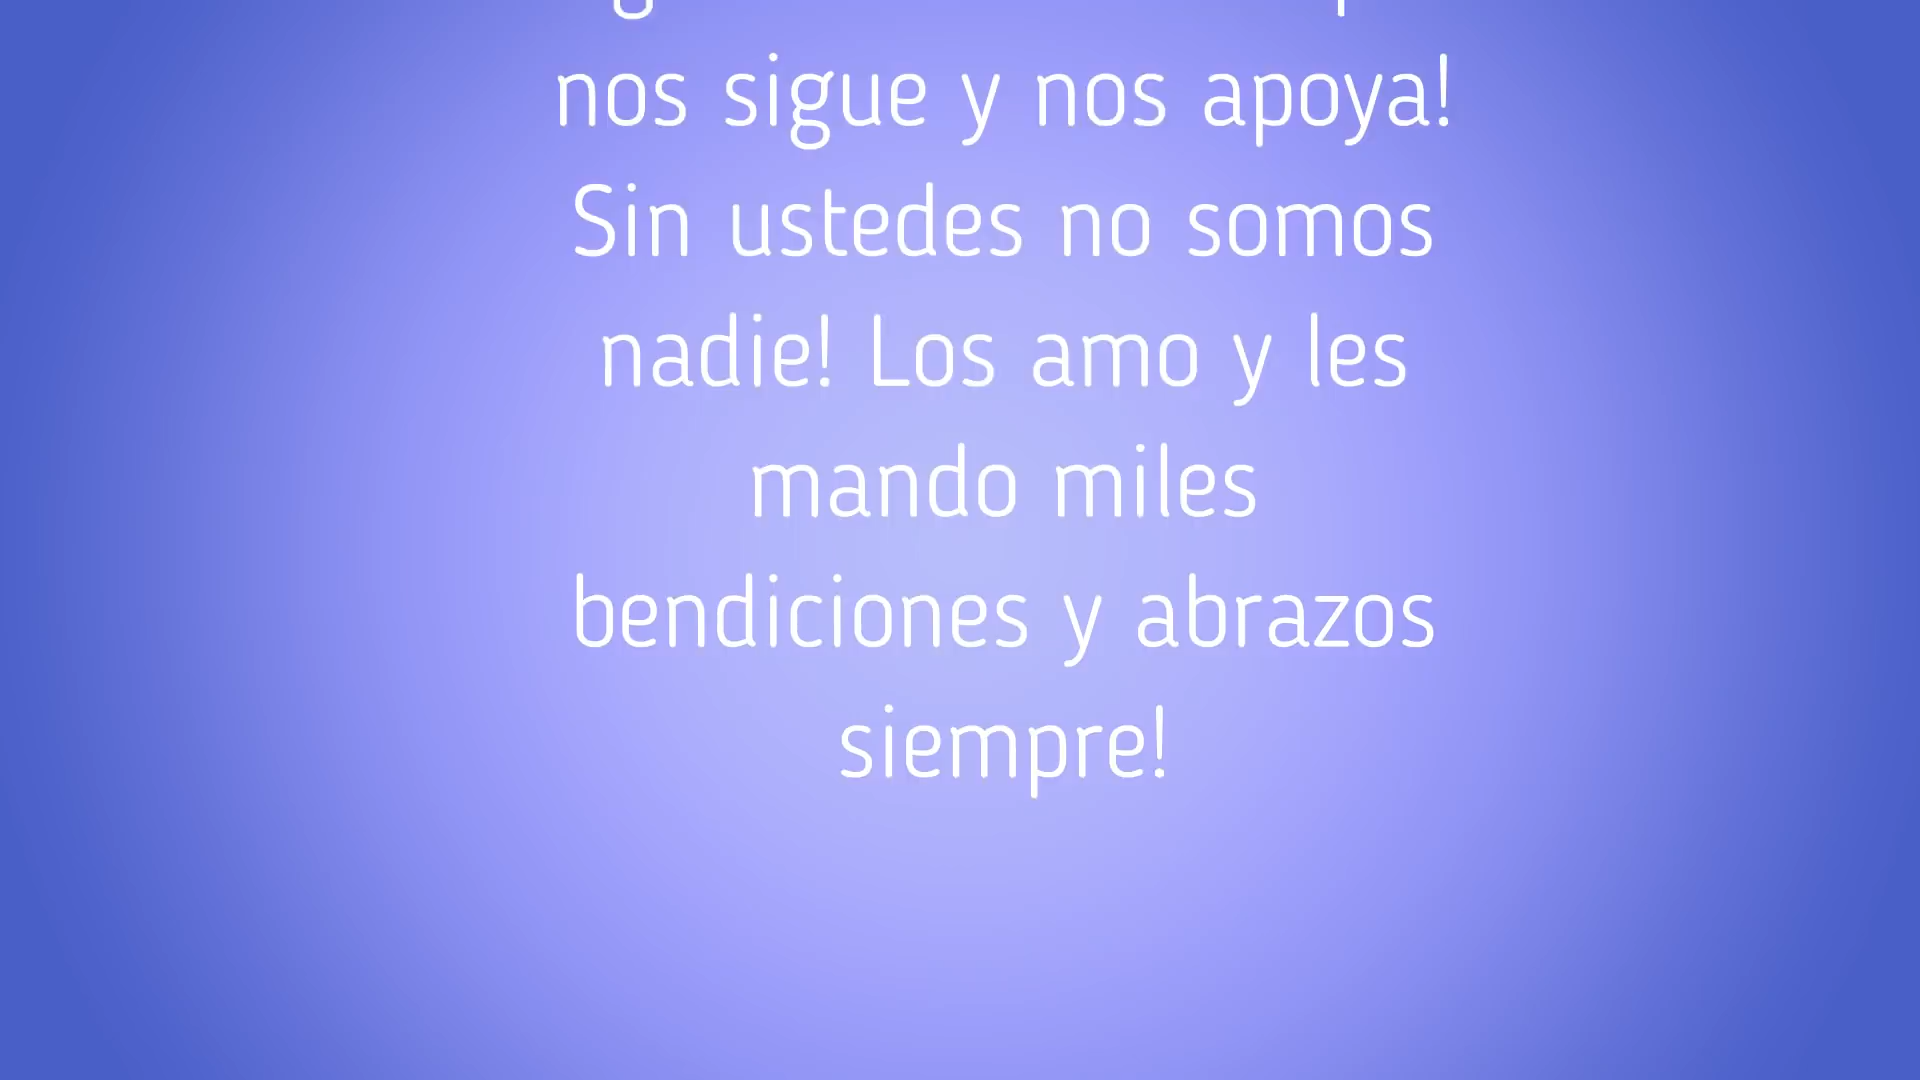 nos sigue y nos apoya!
Sin ustedes no somos
nadie! Los amo y les
mando miles
bendiciones y abrazos
siempre!